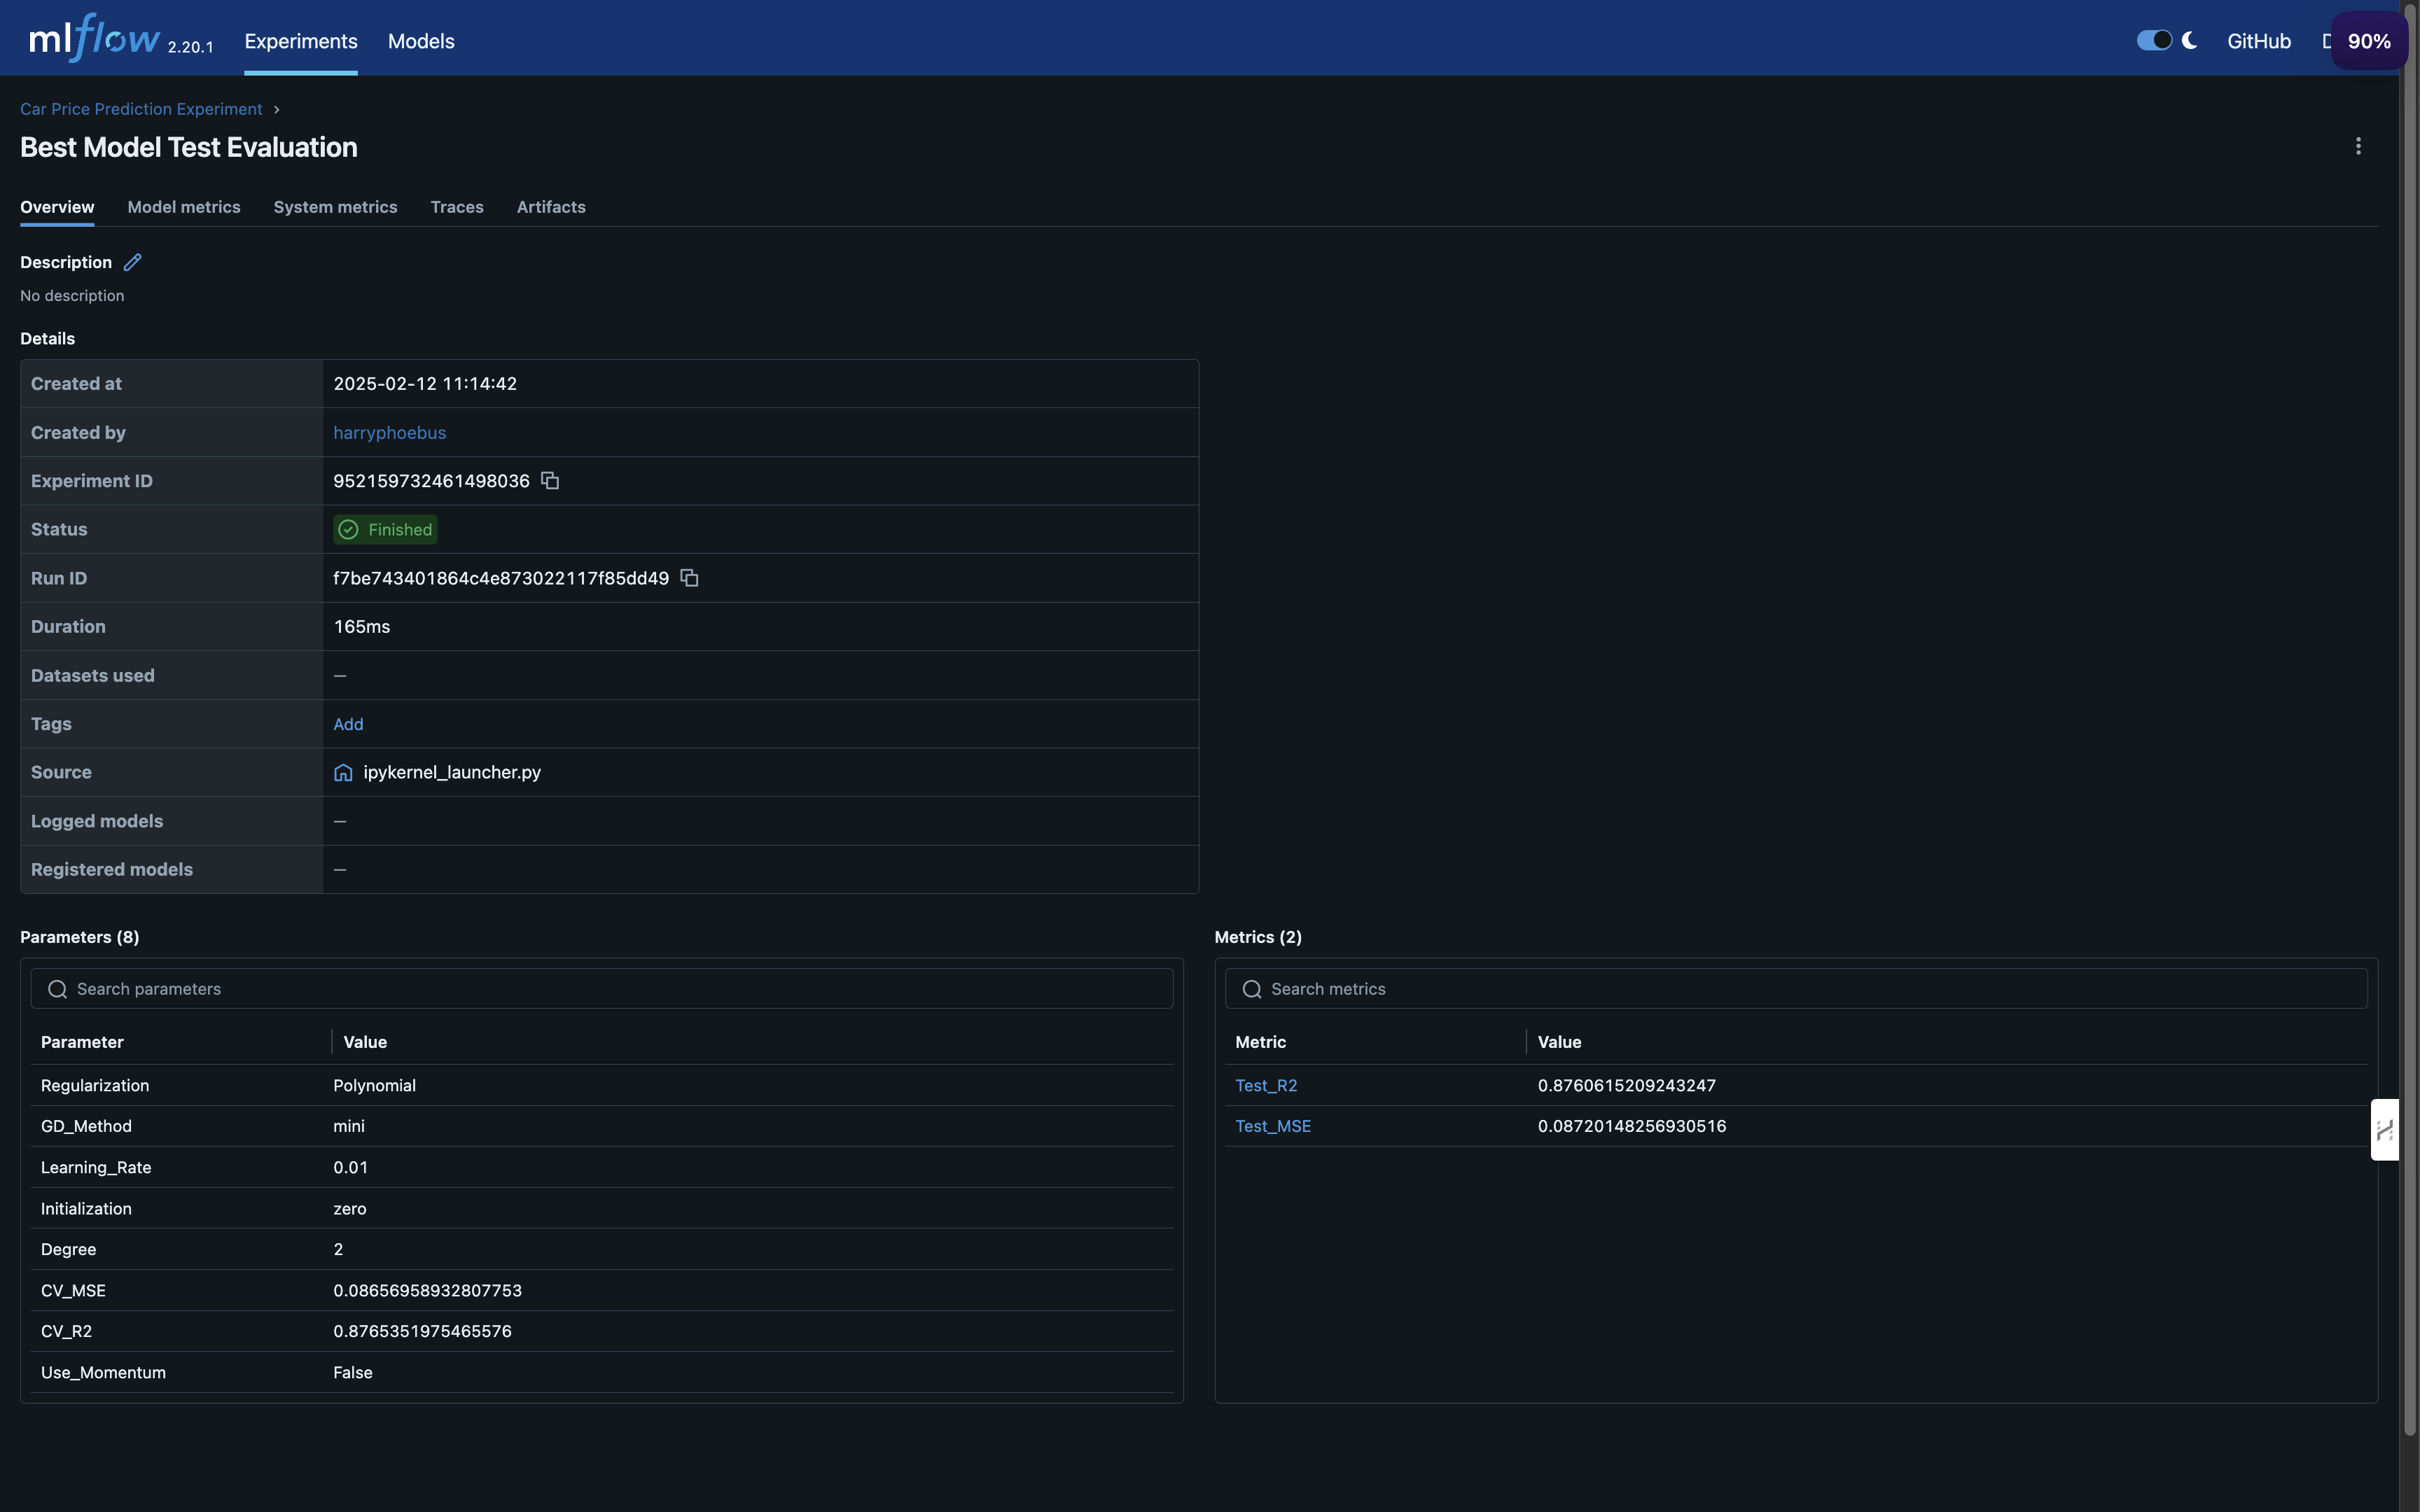 mlflow 2.20.1 Experiments Models GitHub D 90%
Car Price Prediction Experiment
Best Model Test Evaluation
Overview Model metrics System metrics Traces Artifacts
Description
No description
Details
Created at 2025-02-12 11:14:42
Created by harryphoebus
Experiment ID 952159732461498036
Status Finished
Run ID f7be743401864c4e873022117f85dd49
Duration 165ms
Datasets used —
Tags Add
Source ipykernel_launcher.py
Logged models —
Registered models —
Parameters (8)
Search parameters
Parameter Value
Regularization Polynomial
GD_Method mini
Learning_Rate 0.01
Initialization zero
Degree 2
CV_MSE 0.08656958932807753
CV_R2 0.8765351975465576
Use_Momentum False
Metrics (2)
Search metrics
Metric Value
Test_R2 0.8760615209243247
Test_MSE 0.08720148256930516